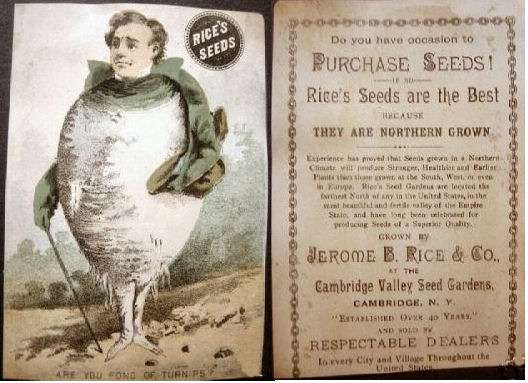 RICE'S
SEEDS
ARE YOU FOND OF TURNIPS?
Do you have occasion to
PURCHASE SEEDS!
IF SO
Rice's Seeds are the Best
BECAUSE
THEY ARE NORTHERN GROWN.
Experience has proved that Seeds grown in a Northern
Climate will produce Stronger, Healthier and Earlier
Plants than those grown at the South, West, or even
in Europe. Rice's Seed Gardens are located the
farthest North of any in the United States, in the
most beautiful and fertile valley of the Empire
State, and have long been celebrated for
producing Seeds of a Superior Quality.
GROWN BY
JEROME B. RICE & CO.,
AT THE
Cambridge Valley Seed Gardens,
CAMBRIDGE, N. Y.
"ESTABLISHED OVER 40 YEARS,"
AND SOLD BY
RESPECTABLE DEALERS
In every City and Village Throughout the
United States.